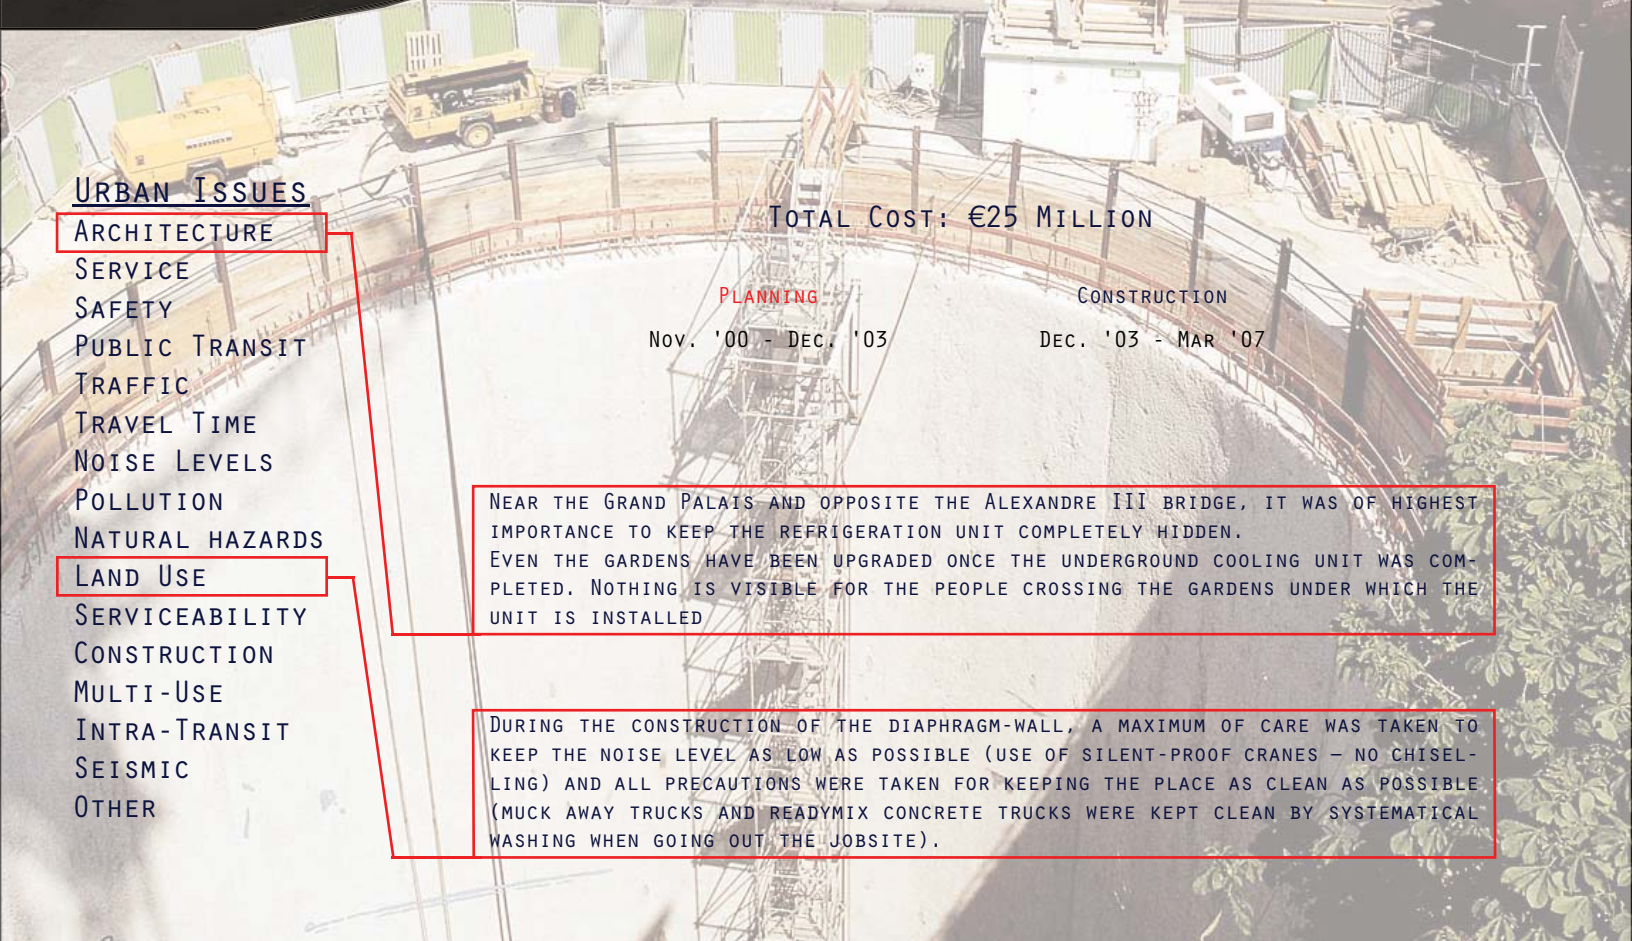 Urban Issues
Architecture
Service
Safety
Public Transit
Traffic
Travel Time
Noise Levels
Pollution
Natural hazards
Land Use
Serviceability
Construction
Multi-Use
Intra-Transit
Seismic
Other
Total Cost: €25 Million
Planning
Nov. '00 - Dec. '03
Construction
Dec. '03 - Mar '07
Near the Grand Palais and opposite the Alexandre III bridge, it was of highest
importance to keep the refrigeration unit completely hidden.
Even the gardens have been upgraded once the underground cooling unit was com-
pleted. Nothing is visible for the people crossing the gardens under which the
unit is installed
During the construction of the diaphragm-wall, a maximum of care was taken to
keep the noise level as low as possible (use of silent-proof cranes – no chisel-
ling) and all precautions were taken for keeping the place as clean as possible
(muck away trucks and readymix concrete trucks were kept clean by systematical
washing when going out the jobsite).